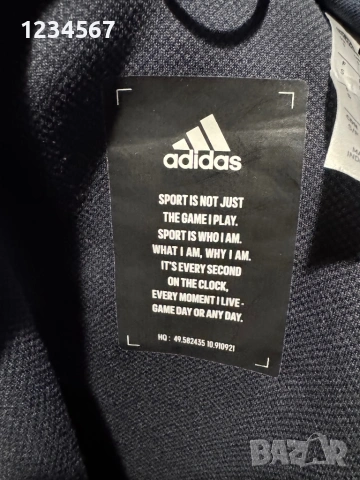 1234567
adidas
SPORT IS NOT JUST
THE GAME I PLAY.
SPORT IS WHO I AM.
WHAT I AM, WHY I AM.
IT'S EVERY SECOND
ON THE CLOCK,
EVERY MOMENT I LIVE -
GAME DAY OR ANY DAY.
HQ : 49.582435 10.910921
BAZAR